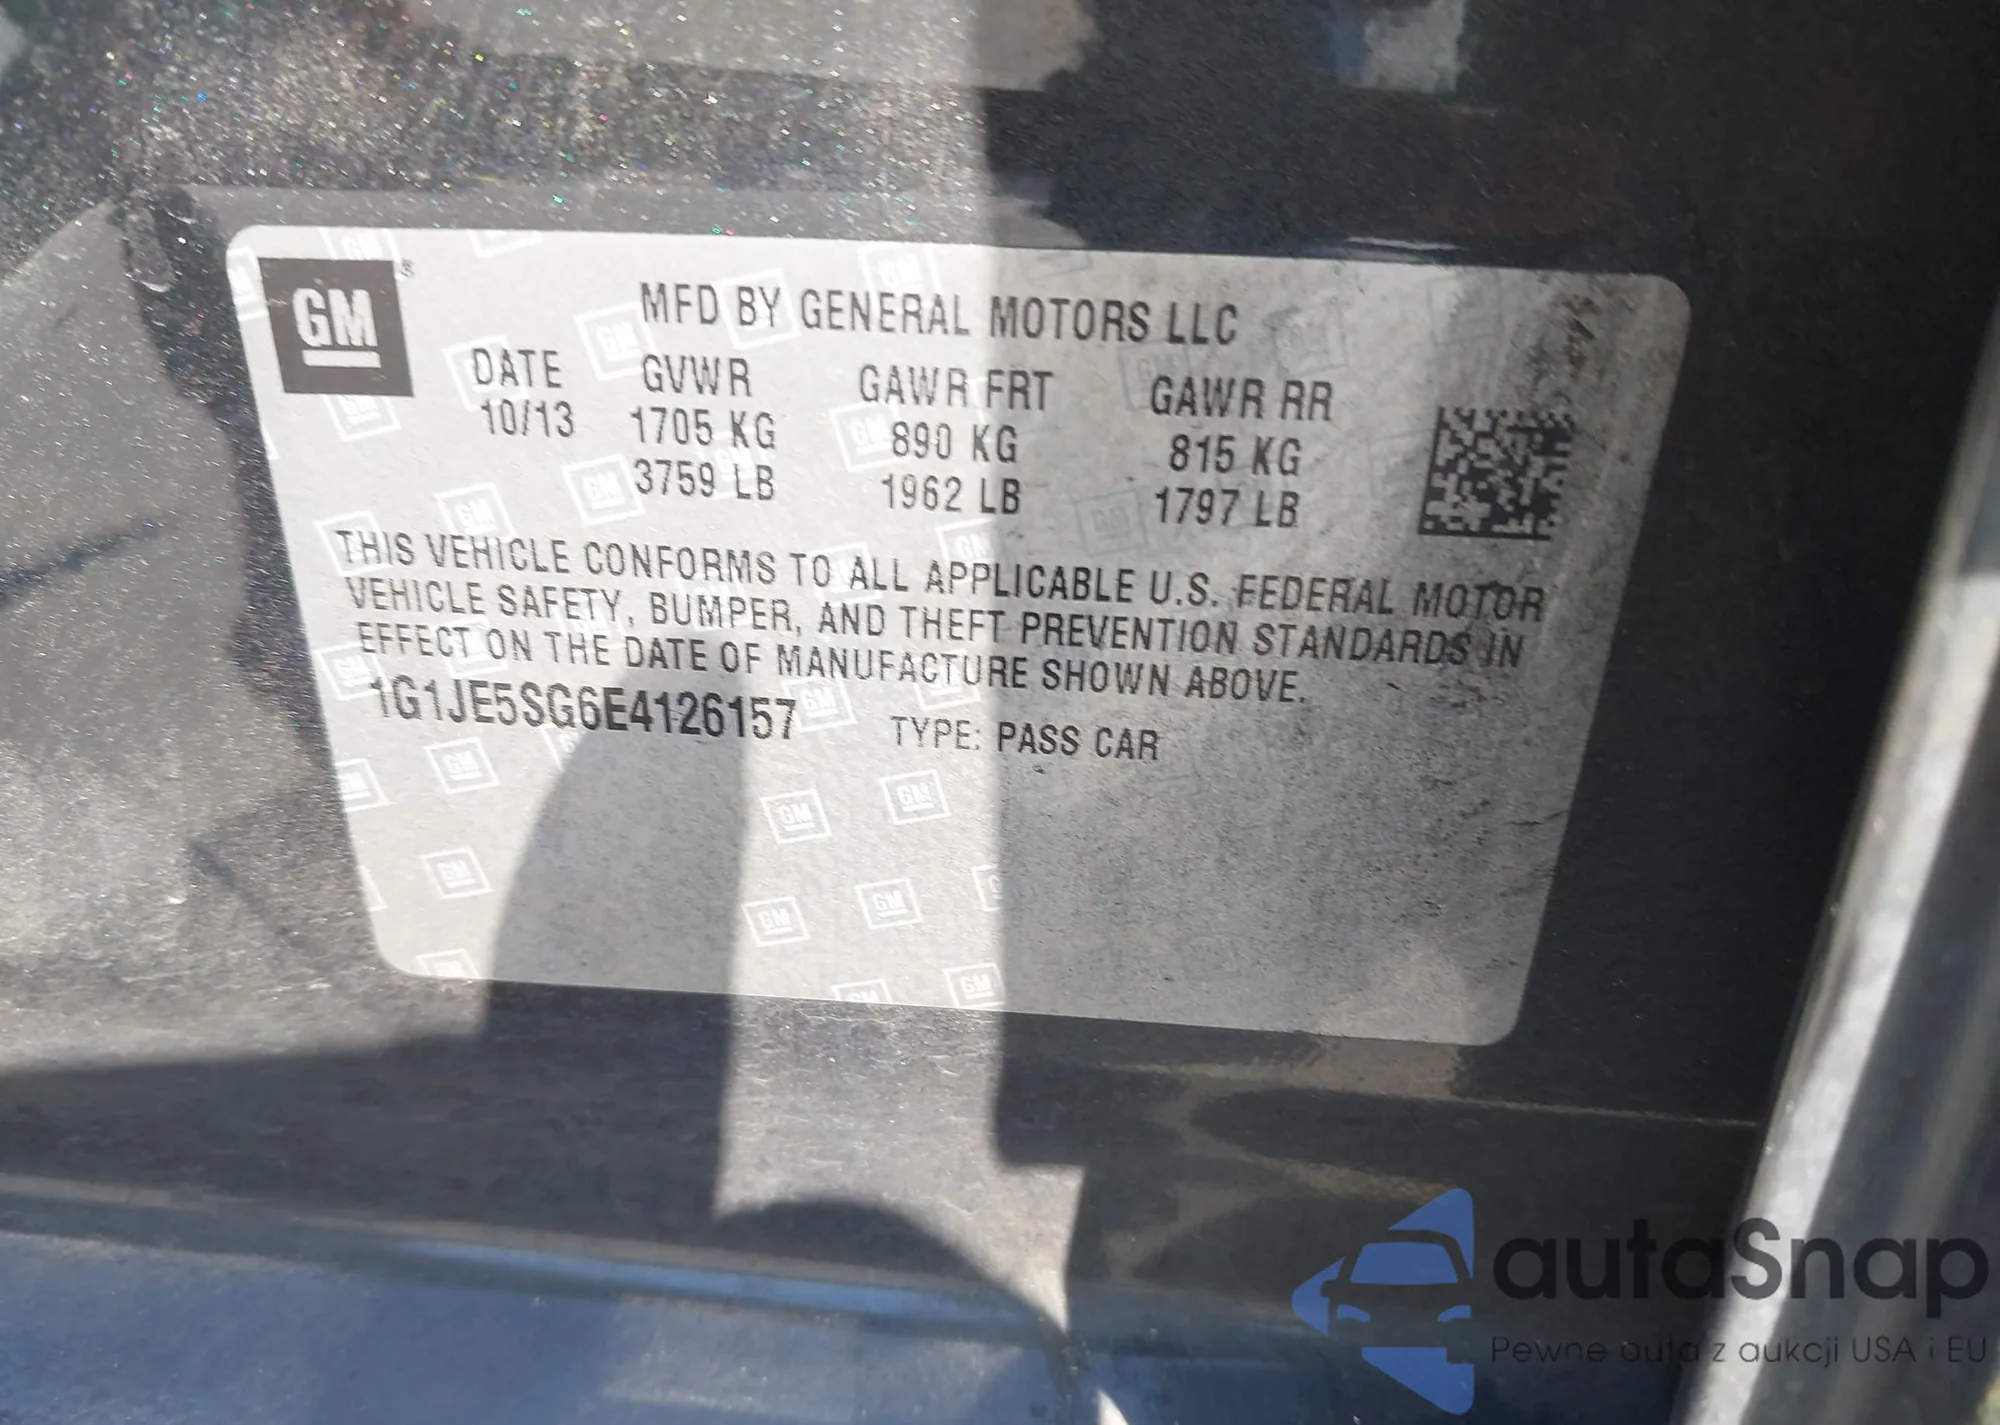 GM
MFD BY GENERAL MOTORS LLC
DATE GVWR GAWR FRT GAWR RR
10/13 1705 KG 890 KG 815 KG
3759 LB 1962 LB 1797 LB
THIS VEHICLE CONFORMS TO ALL APPLICABLE U.S. FEDERAL MOTOR
VEHICLE SAFETY, BUMPER, AND THEFT PREVENTION STANDARDS IN
EFFECT ON THE DATE OF MANUFACTURE SHOWN ABOVE.
1G1JE5SG6E4126157 TYPE: PASS CAR
autaSnap
Pewne auta z aukcji USA i EU